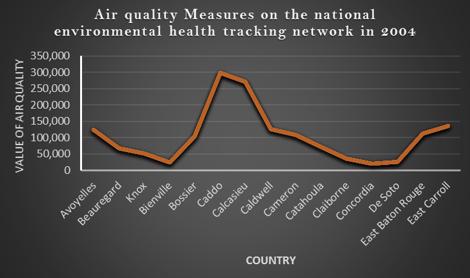 Air quality Measures on the national
environmental health tracking network in 2004
VALUE OF AIR QUALITY
350,000
300,000
250,000
200,000
150,000
100,000
50,000
0
Avoyelles
Beauregard
Knox
Bienville
Bossier
Caddo
Calcasieu
Caldwell
Cameron
Catahoula
Claiborne
Concordia
De Soto
East Baton Rouge
East Carroll
COUNTRY